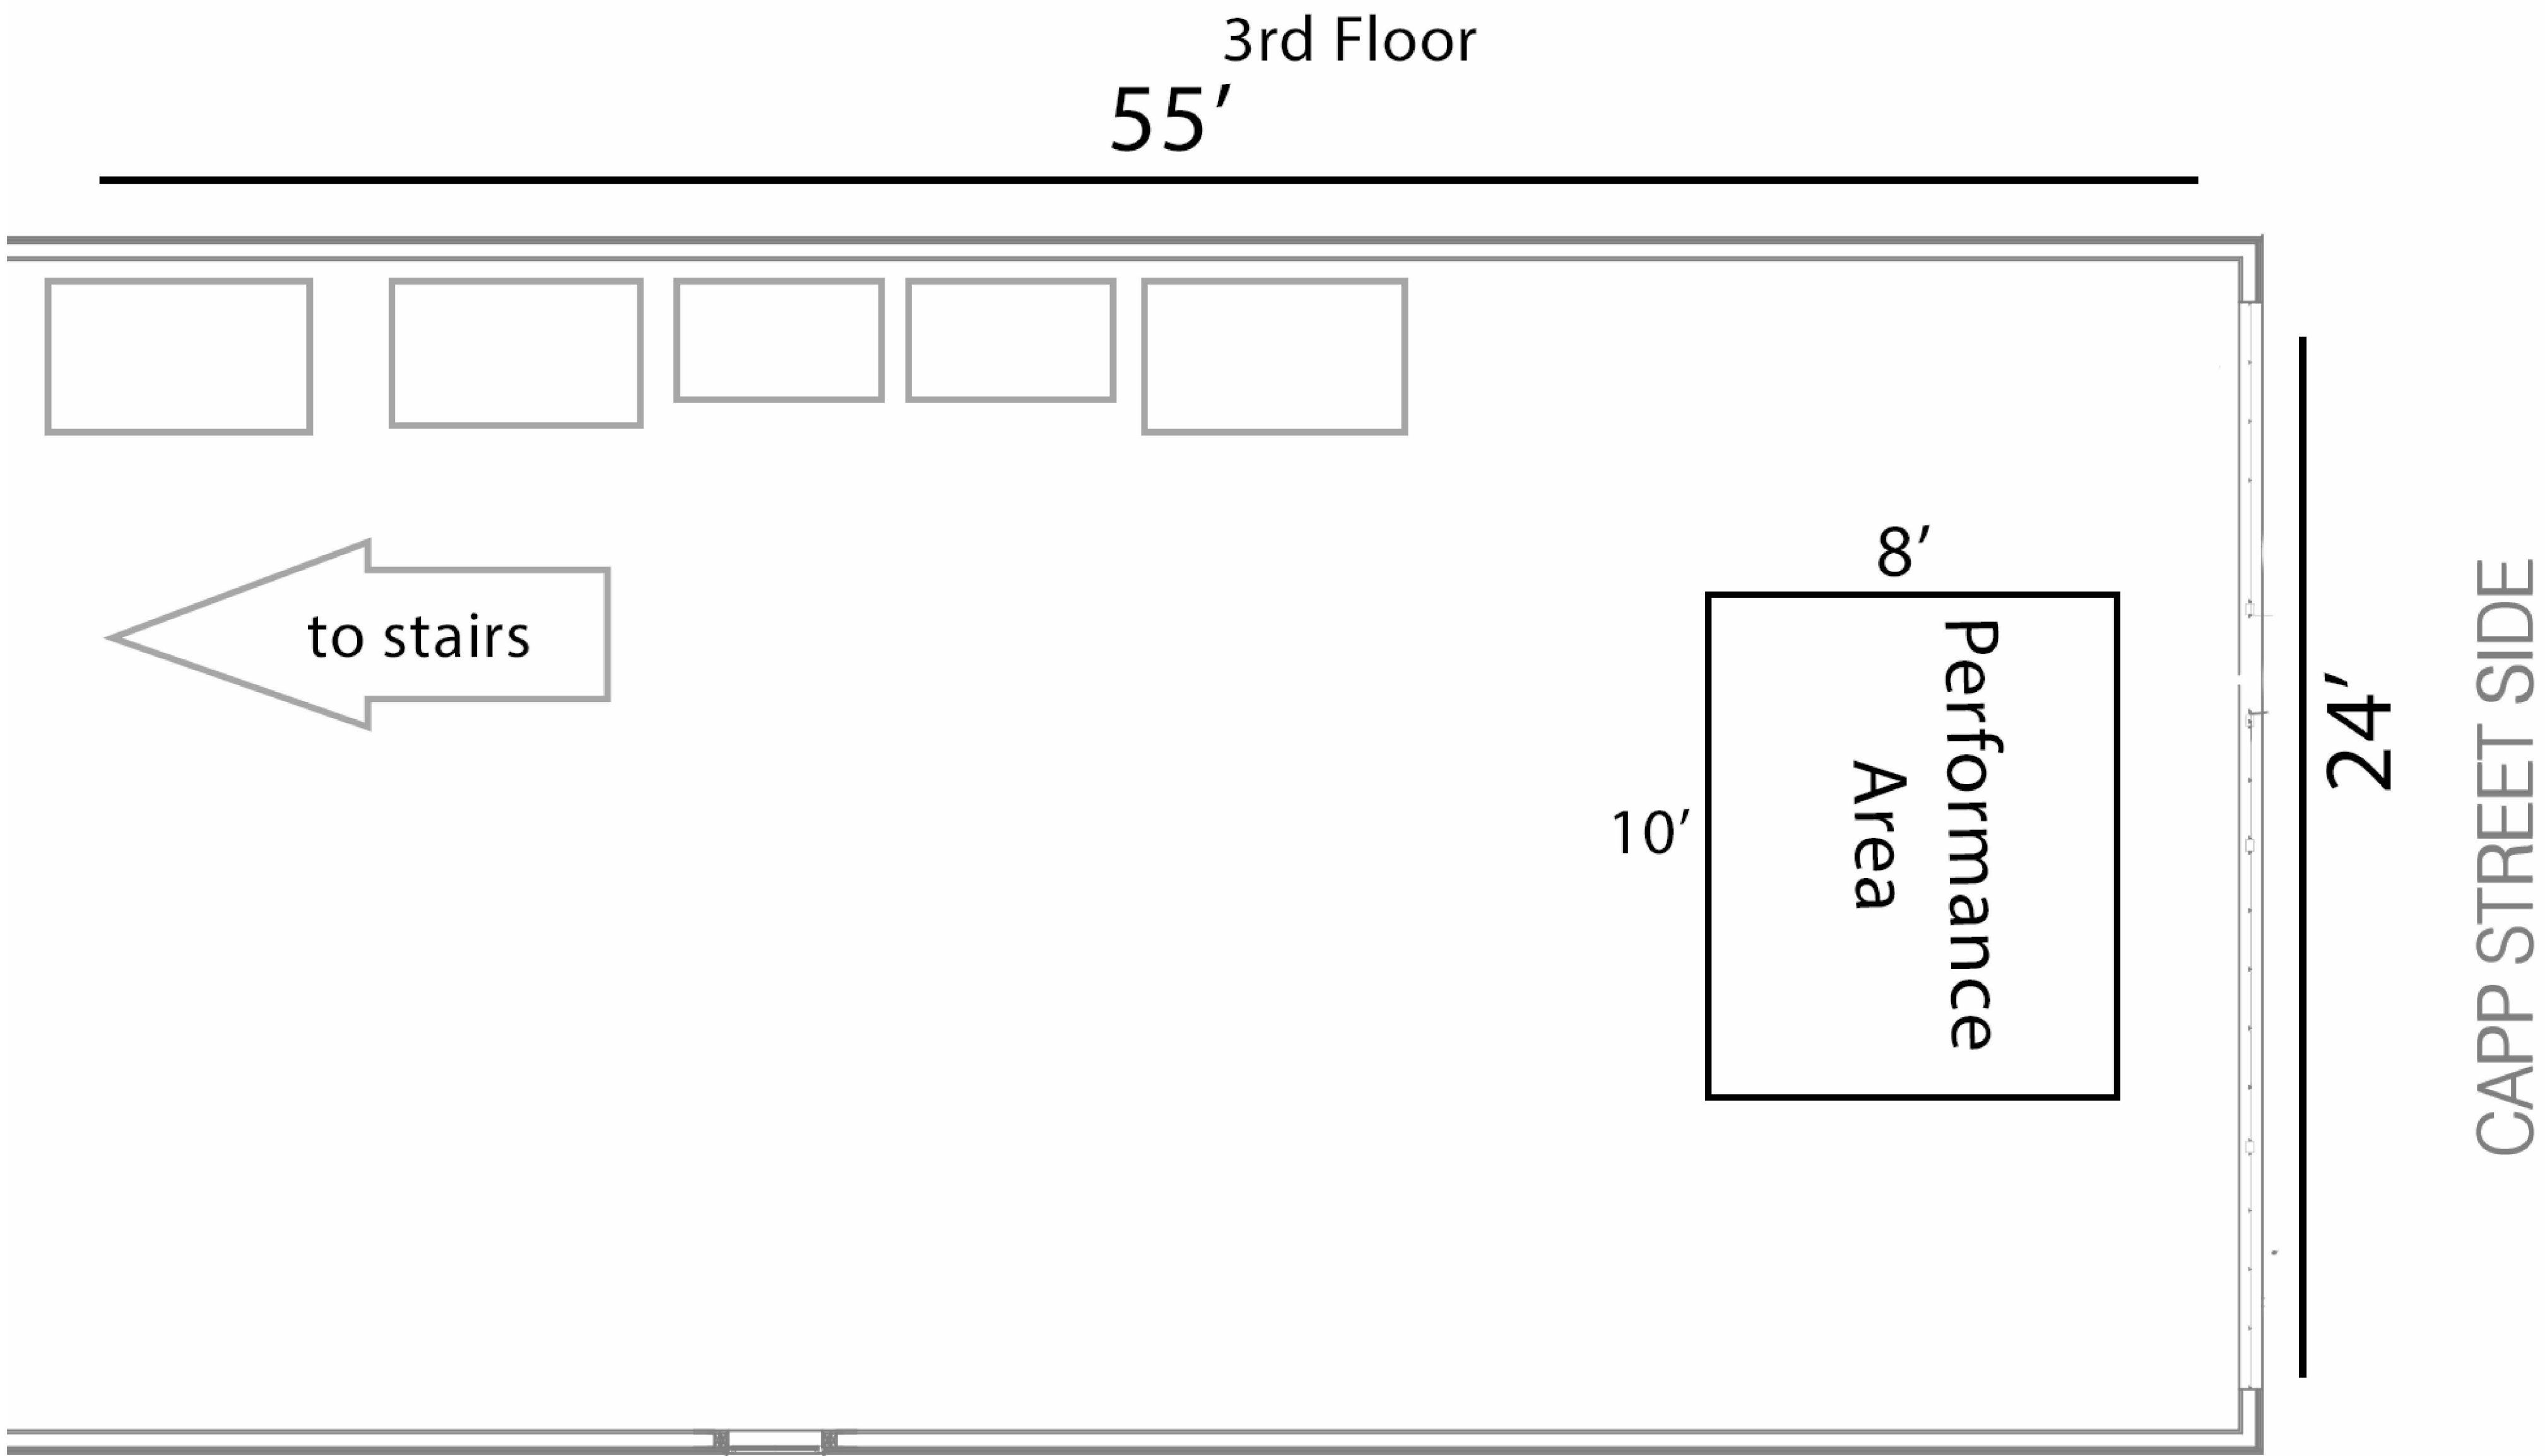 3rd Floor
55’
to stairs
8’
10’
Performance
Area
24’
CAPP STREET SIDE